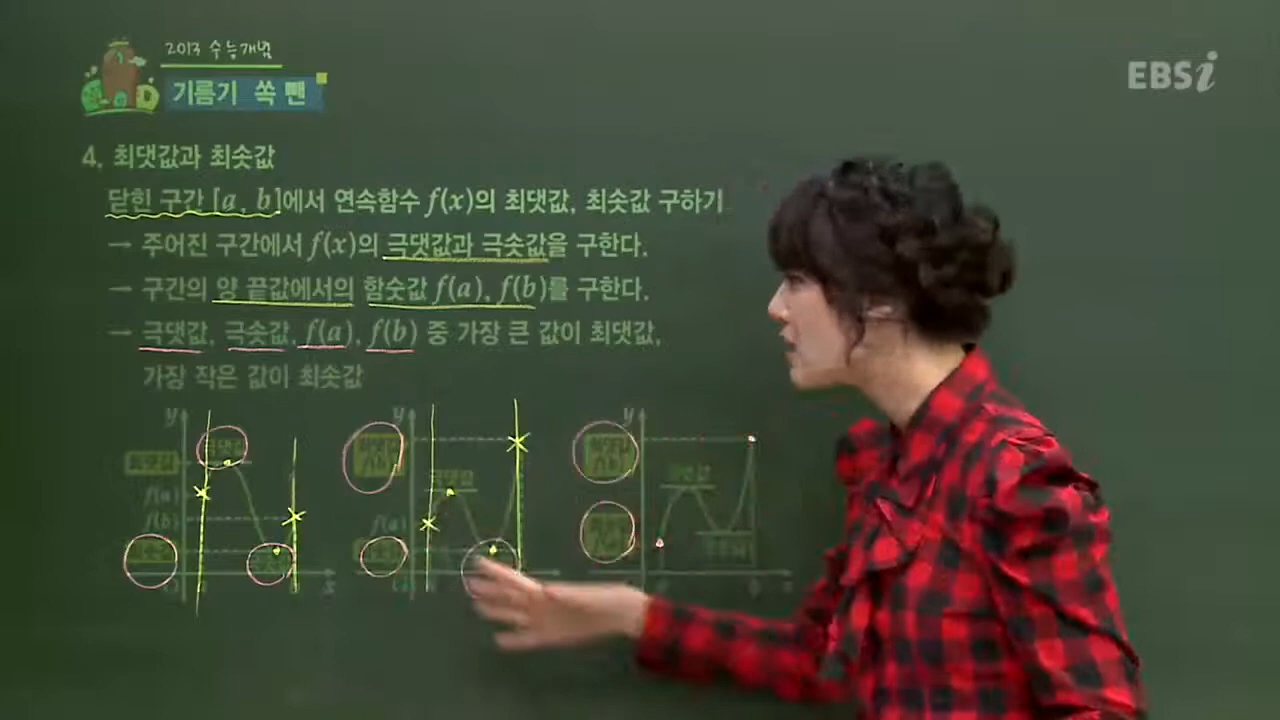 2013 수능개념
EBSi
기름기 쏙 뺀
4. 최댓값과 최솟값
닫힌 구간 [a, b]에서 연속함수 f(x)의 최댓값, 최솟값 구하기
→ 주어진 구간에서 f(x)의 극댓값과 극솟값을 구한다.
→ 구간의 양 끝값에서의 함숫값 f(a), f(b)를 구한다.
→ 극댓값, 극솟값, f(a), f(b) 중 가장 큰 값이 최댓값,
가장 작은 값이 최솟값
y y y
극댓값
최댓값
f(a)
f(b)
x
극댓값
f(a)
극댓값
a b x